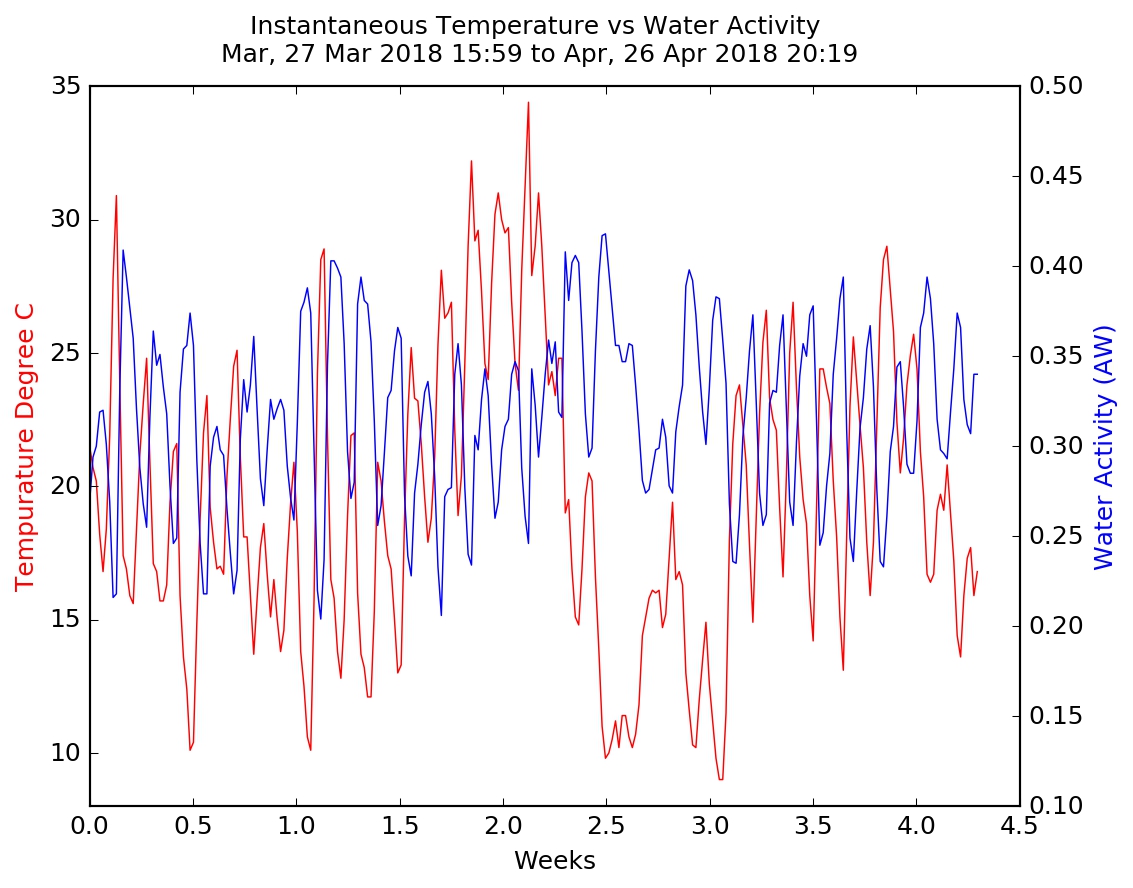 Instantaneous Temperature vs Water Activity
Mar, 27 Mar 2018 15:59 to Apr, 26 Apr 2018 20:19
35
30
25
20
15
10
Tempurature Degree C
0.50
0.45
0.40
0.35
0.30
0.25
0.20
0.15
0.10
Water Activity (AW)
0.0 0.5 1.0 1.5 2.0 2.5 3.0 3.5 4.0 4.5
Weeks